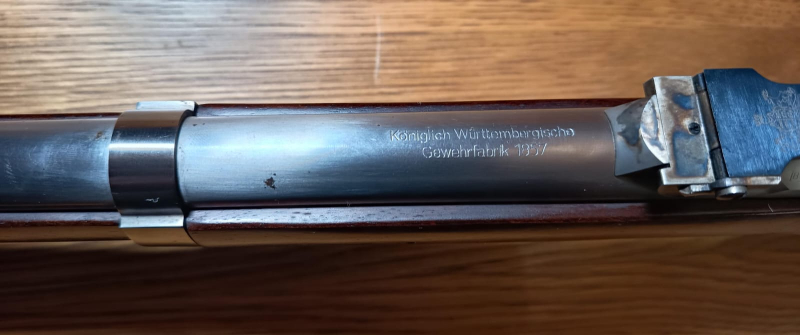 Königlich Württembergische
Gewehrfabrik 1857